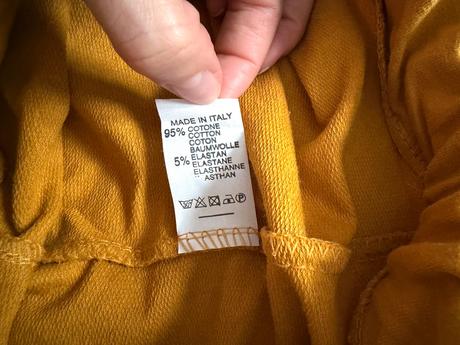 MADE IN ITALY
95% COTONE
COTTON
COTON
BAUMWOLLE
5% ELASTAN
ELASTANE
ELASTHANNE
ASTHAN